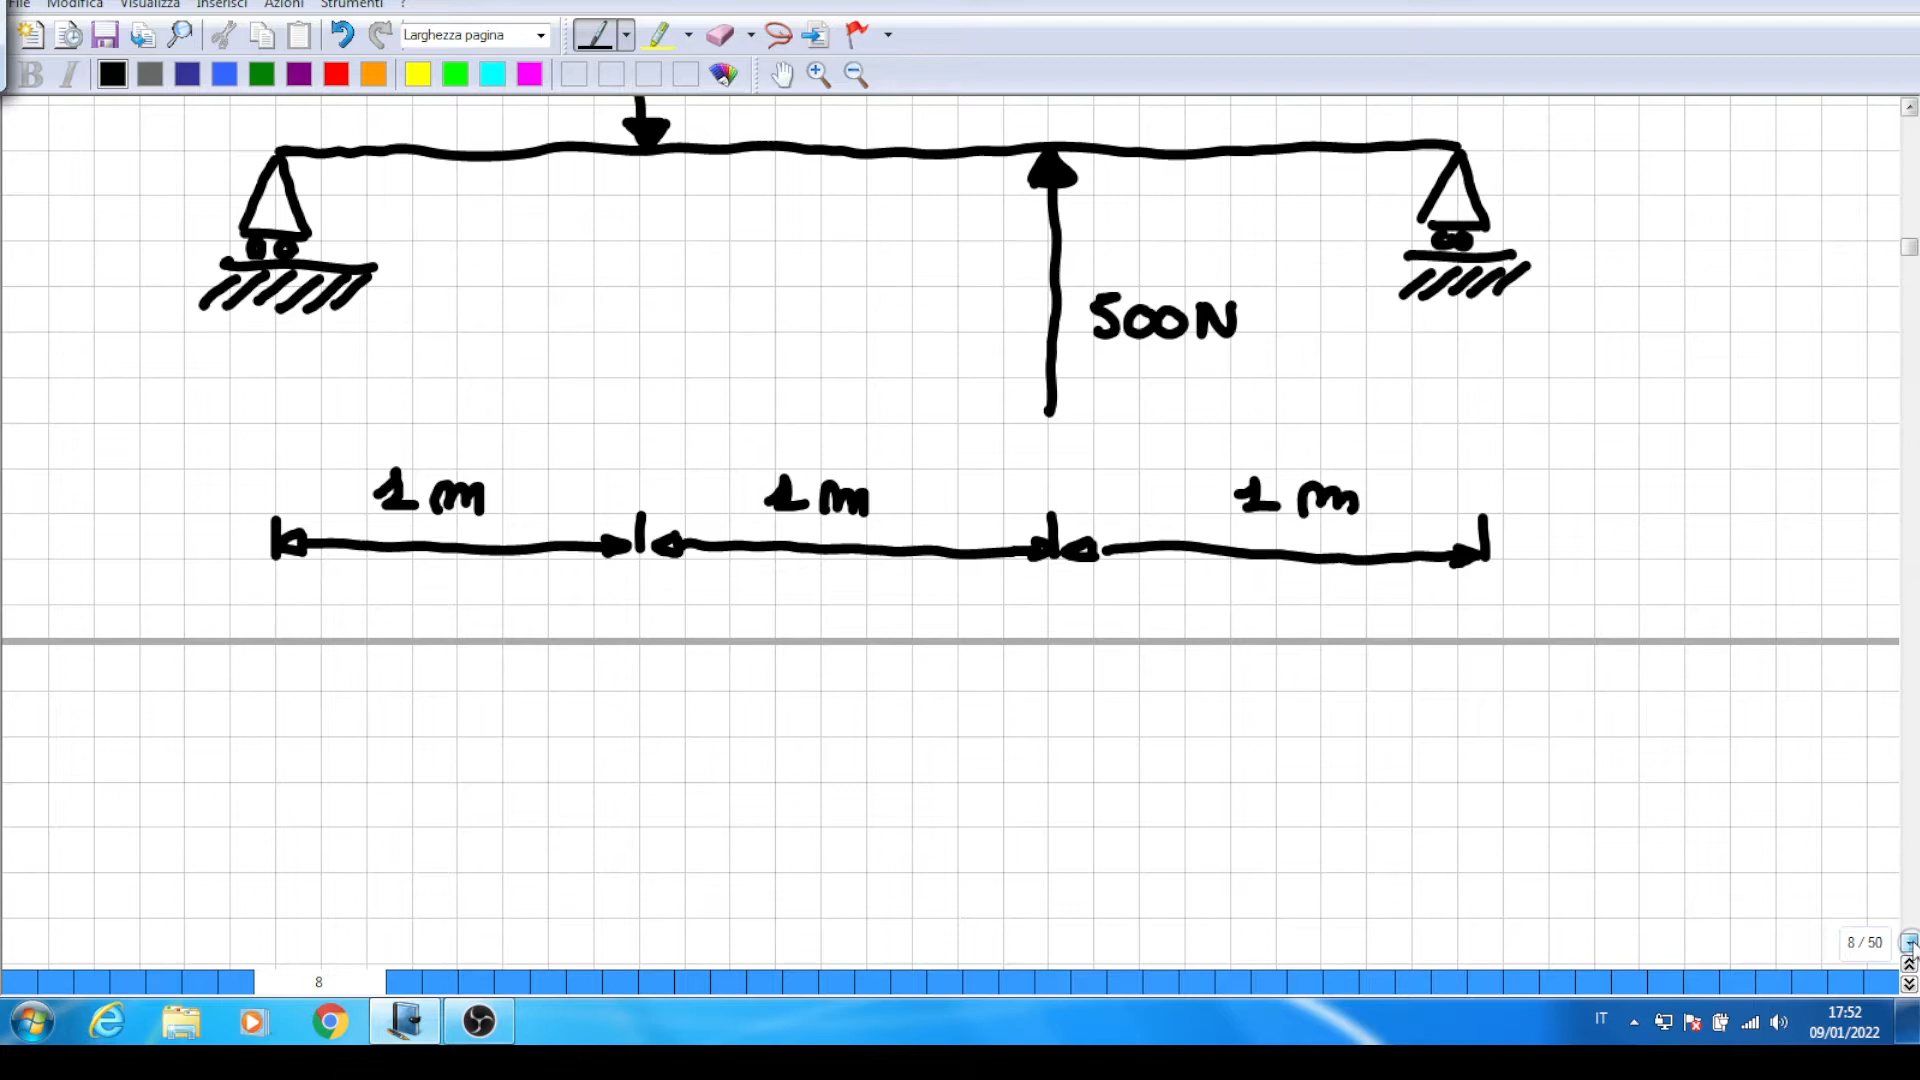 File Modifica Visualizza Inserisci Azioni Strumenti ?
Larghezza pagina
B I
500N
1 m 1 m 1 m
8 / 50
8
IT
17:52
09/01/2022